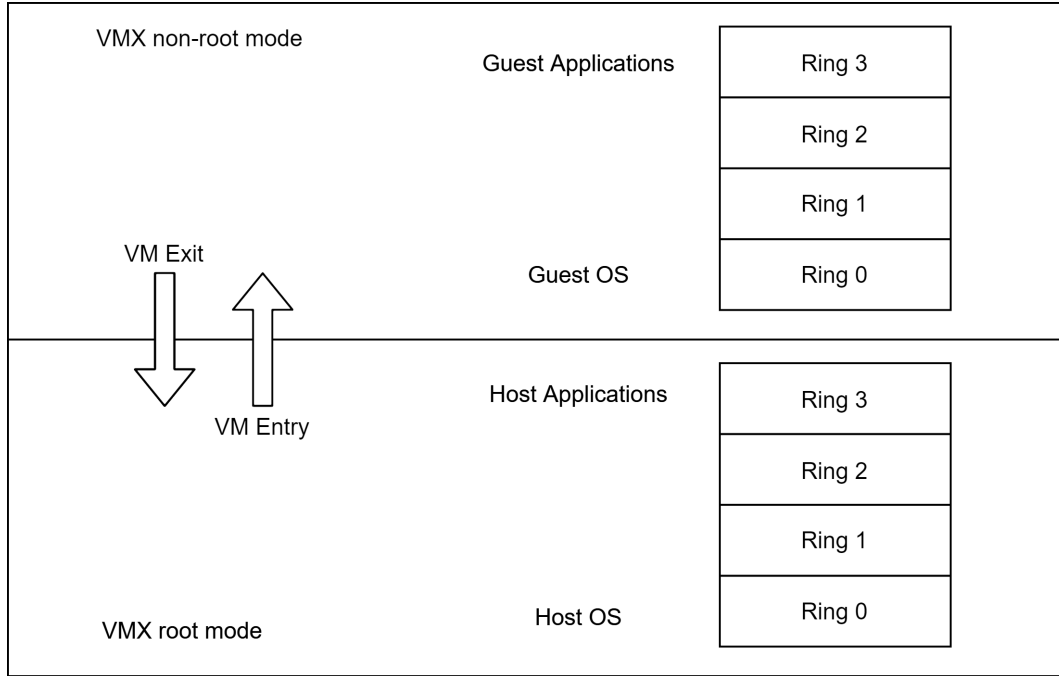 VMX non-root mode
Guest Applications
Ring 3
Ring 2
Ring 1
VM Exit
Guest OS
Ring 0
Host Applications
Ring 3
VM Entry
Ring 2
Ring 1
Host OS
Ring 0
VMX root mode